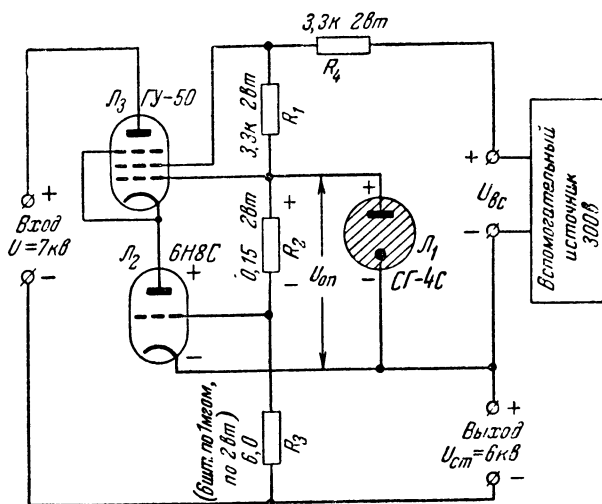 3,3к 2вт
R4
Л3 ГУ-50
3,3к 2вт
R1
+
Вход
U=7кв
−
Л2 6Н8С
+
−
0,15 2вт
+
R2
−
Uоп
+
Л1
−
СГ-4С
+
Uвс
−
Вспомогательный
источник
300В
(6шт. по 1мгом,
по 2вт)
6,0
R3
+
Выход
Uст=6кв
−